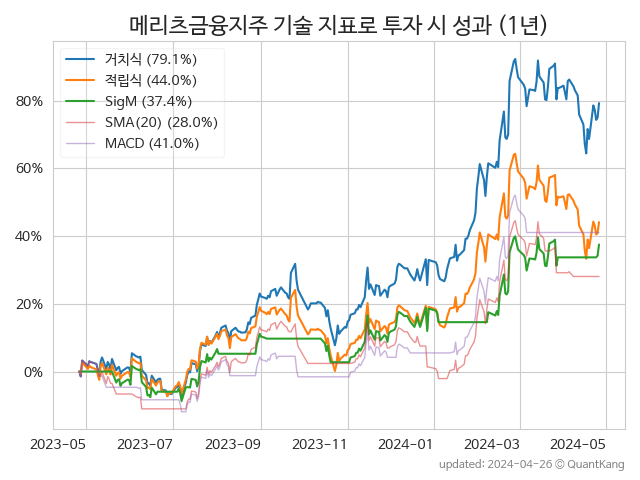 메리츠금융지주 기술 지표로 투자 시 성과 (1년)
거치식 (79.1%)
적립식 (44.0%)
SigM (37.4%)
SMA(20) (28.0%)
MACD (41.0%)
80%
60%
40%
20%
0%
2023-05 2023-07 2023-09 2023-11 2024-01 2024-03 2024-05
updated: 2024-04-26 © QuantKang